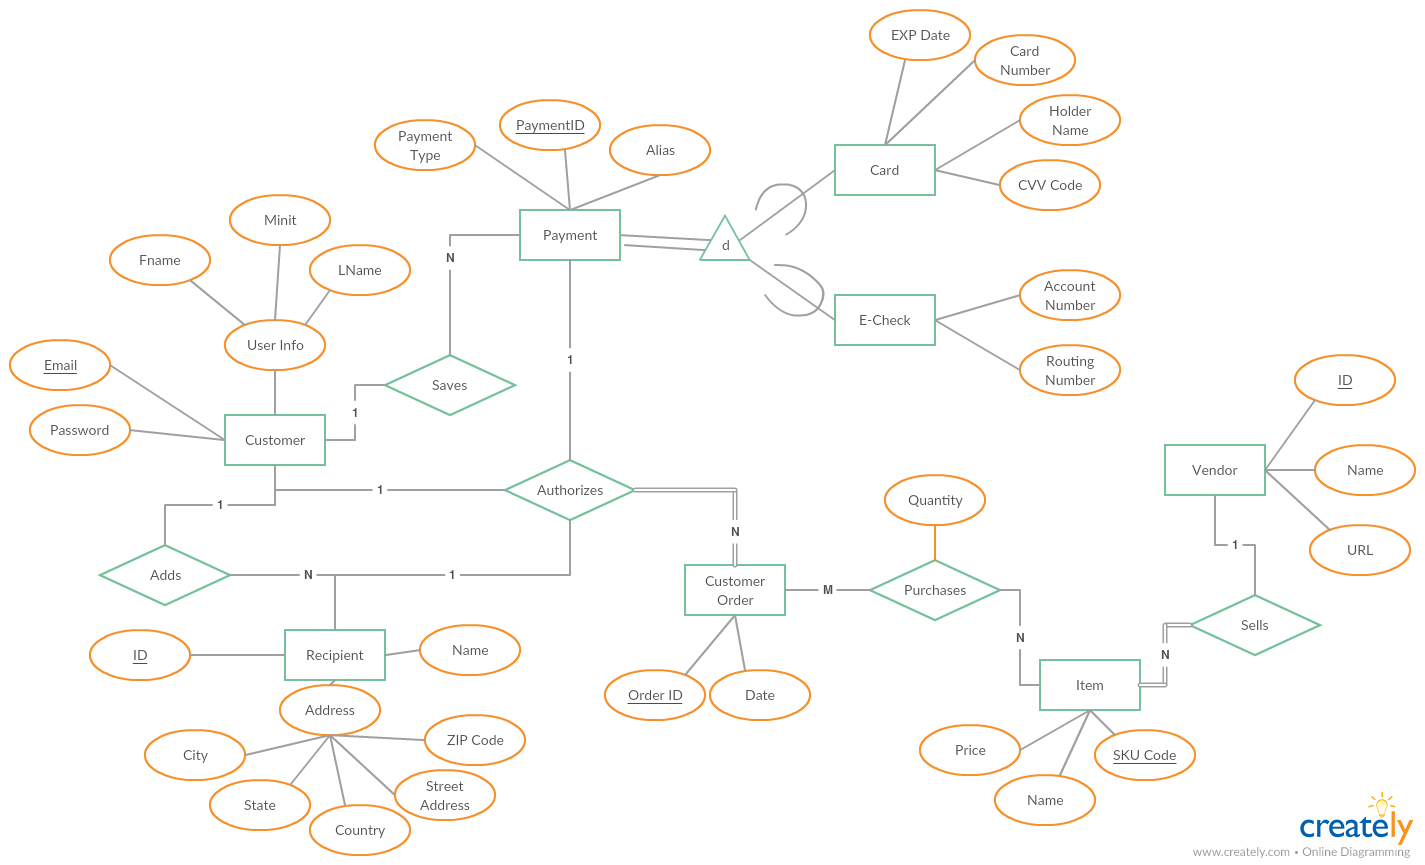 EXP Date
Card
Number
Holder
Name
CVV Code
Card
Payment
Type
PaymentID
Alias
Payment
d
N
Minit
Fname
LName
User Info
E-Check
Account
Number
Routing
Number
Email
Password
Customer
1
Saves
1
ID
Name
URL
Vendor
1
1
Authorizes
Quantity
N
Adds
N
1
Customer
Order
M
Purchases
1
Sells
N
N
Item
ID
Recipient
Name
Address
City
State
Country
Street
Address
ZIP Code
Order ID
Date
Price
Name
SKU Code
creately
www.creately.com • Online Diagramming